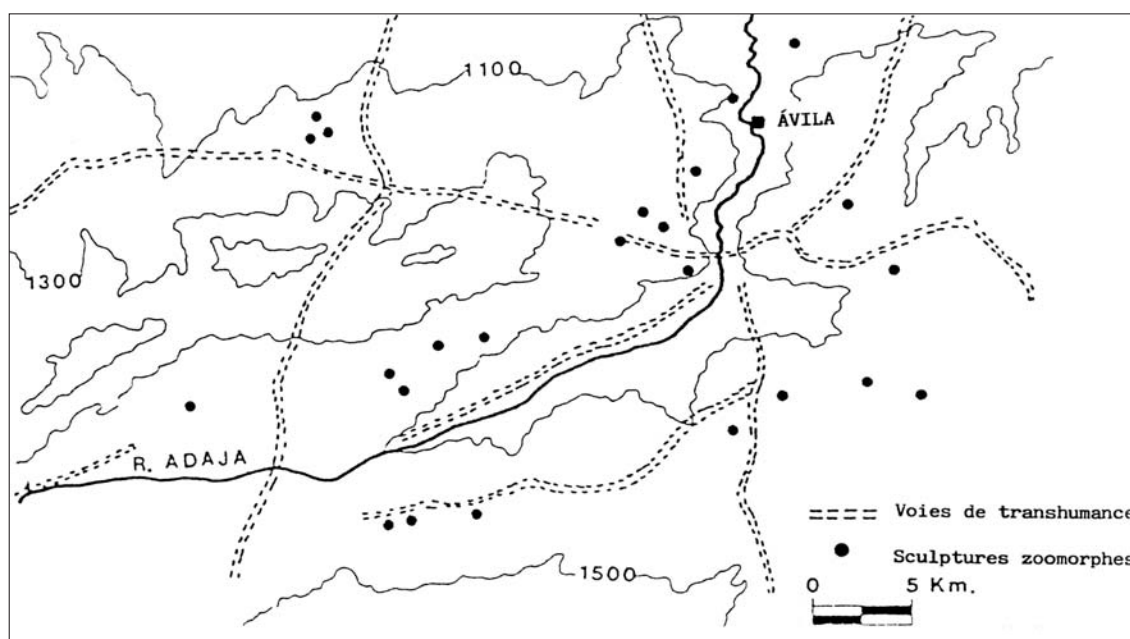 1100
ÁVILA
1300
R. ADAJA
1500
Voies de transhumance
Sculptures zoomorphes
0 5 Km.